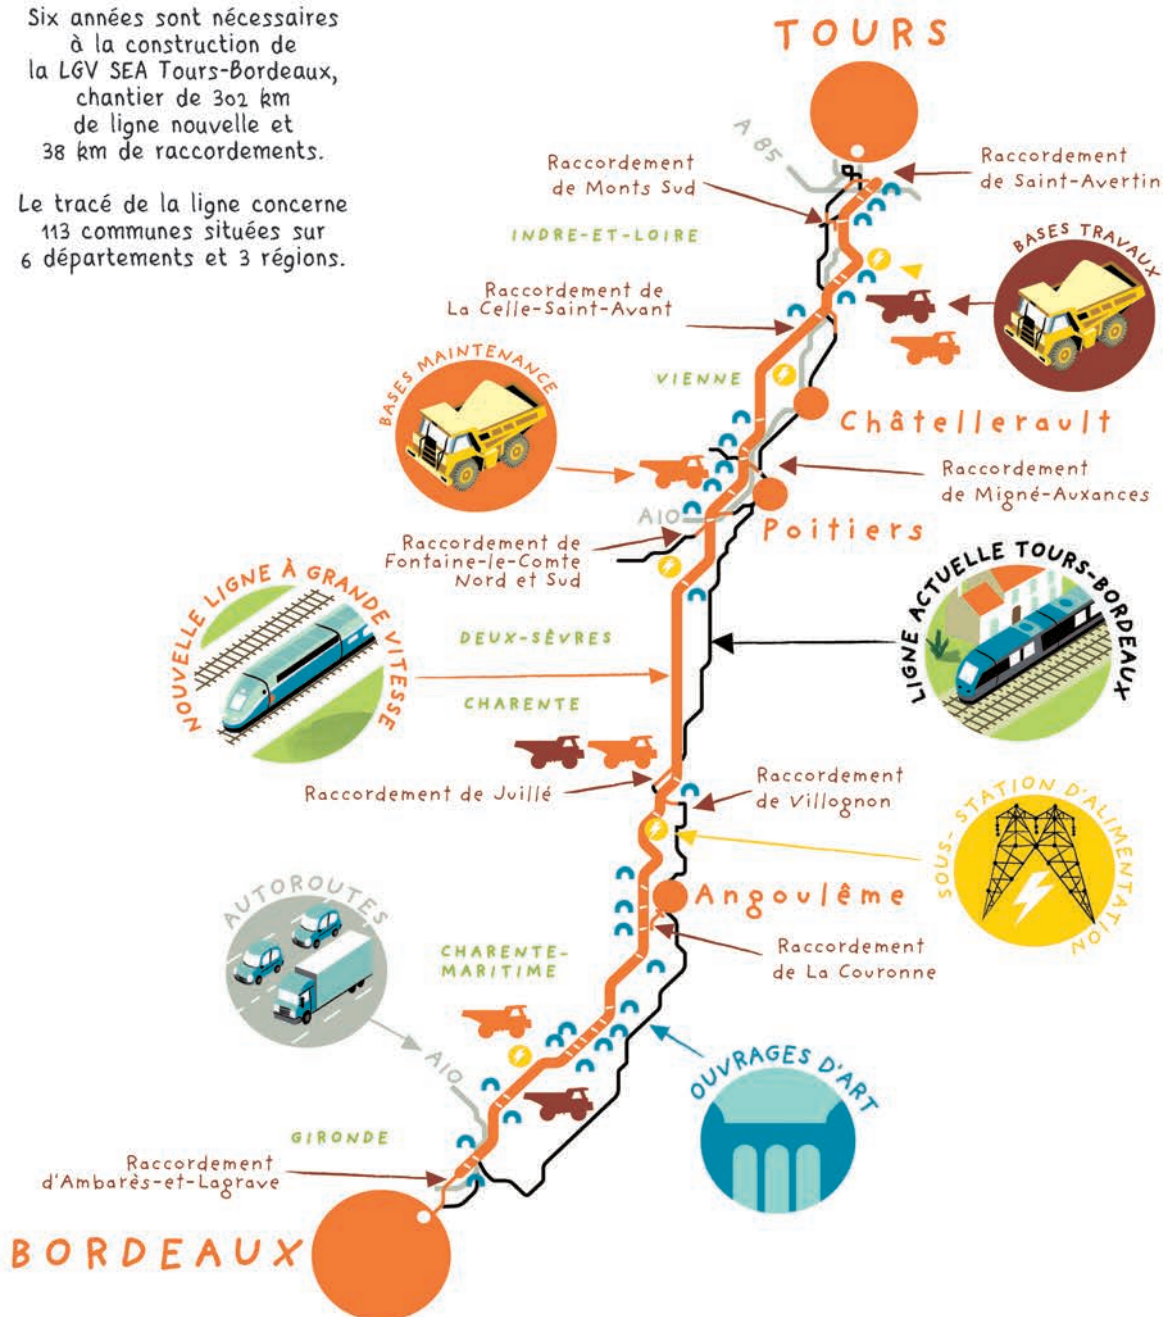 Six années sont nécessaires
à la construction de
la LGV SEA Tours-Bordeaux,
chantier de 302 km
de ligne nouvelle et
38 km de raccordements.
Le tracé de la ligne concerne
113 communes situées sur
6 départements et 3 régions.
TOURS
A 85
Raccordement
de Monts Sud
Raccordement
de Saint-Avertin
INDRE-ET-LOIRE
BASES TRAVAUX
Raccordement de
La Celle-Saint-Avant
BASES MAINTENANCE
VIENNE
Châtellerault
Raccordement
de Migné-Auxances
A10
Poitiers
Raccordement de
Fontaine-le-Comte
Nord et Sud
NOUVELLE LIGNE À GRANDE VITESSE
LIGNE ACTUELLE TOURS-BORDEAUX
DEUX-SÈVRES
CHARENTE
Raccordement de Juillé
Raccordement
de Villognon
SOUS-STATION D'ALIMENTATION
AUTOROUTES
Angoulême
CHARENTE-
MARITIME
Raccordement
de La Couronne
A10
OUVRAGES D'ART
GIRONDE
Raccordement
d'Ambarès-et-Lagrave
BORDEAUX